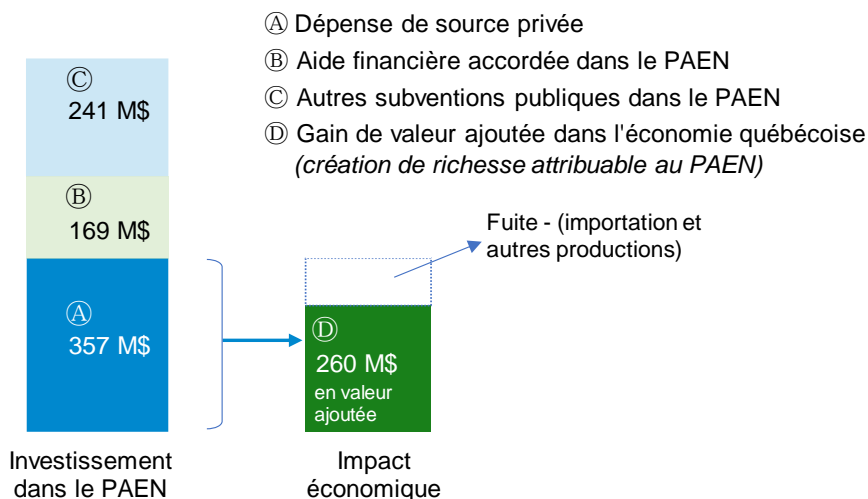 Ⓐ Dépense de source privée
Ⓑ Aide financière accordée dans le PAEN
Ⓒ Autres subventions publiques dans le PAEN
Ⓓ Gain de valeur ajoutée dans l'économie québécoise
(création de richesse attribuable au PAEN)
Ⓒ
241 M$
Ⓑ
169 M$
Ⓐ
357 M$
Investissement
dans le PAEN
Fuite - (importation et
autres productions)
Ⓓ
260 M$
en valeur
ajoutée
Impact
économique